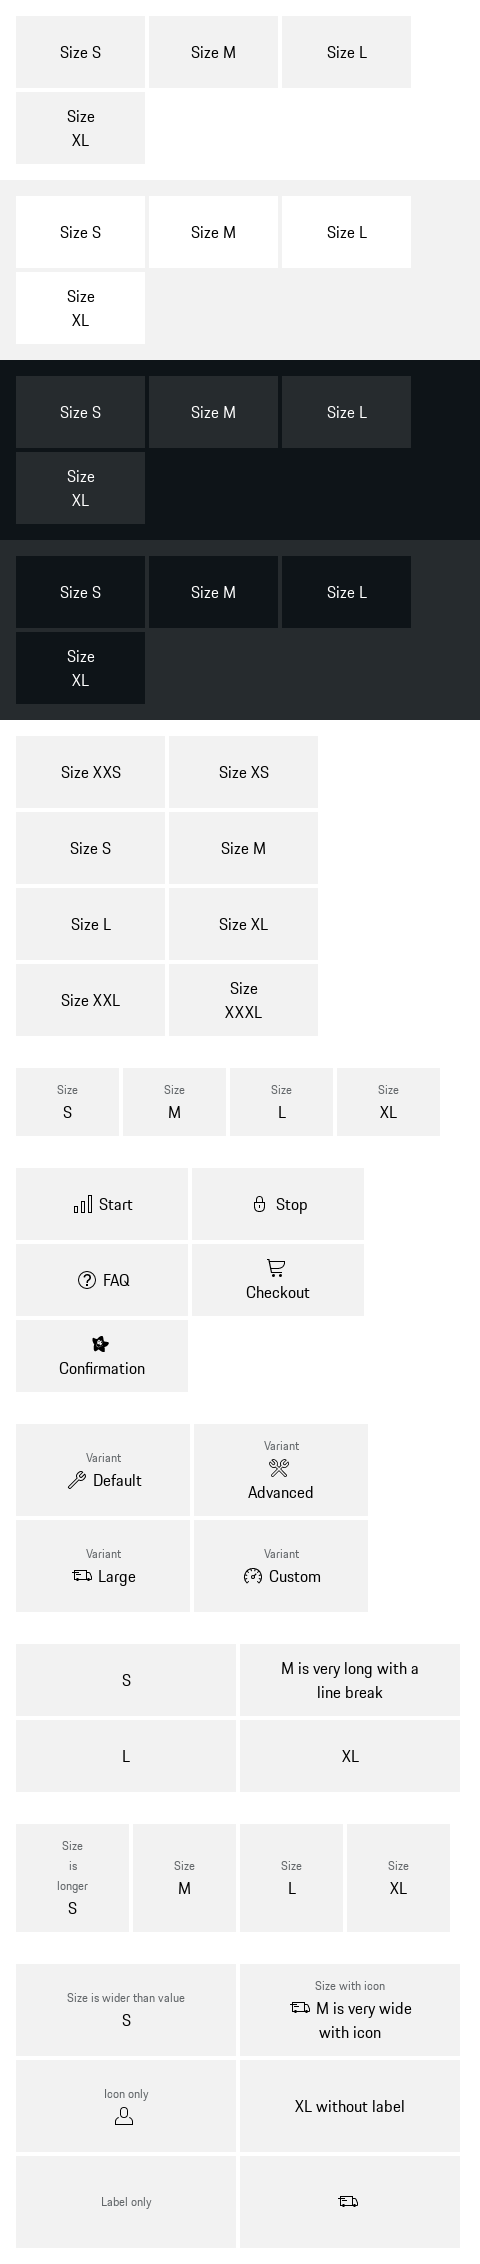 Size S
Size M
Size L
Size
XL
Size S
Size M
Size L
Size
XL
Size S
Size M
Size L
Size
XL
Size S
Size M
Size L
Size
XL
Size XXS
Size XS
Size S
Size M
Size L
Size XL
Size XXL
Size
XXXL
Size
S
Size
M
Size
L
Size
XL
Start
Stop
FAQ
Checkout
Confirmation
Variant
Default
Variant
Advanced
Variant
Large
Variant
Custom
S
M is very long with a
line break
L
XL
Size
is
longer
S
Size
M
Size
L
Size
XL
Size is wider than value
S
Size with icon
M is very wide
with icon
Icon only
XL without label
Label only